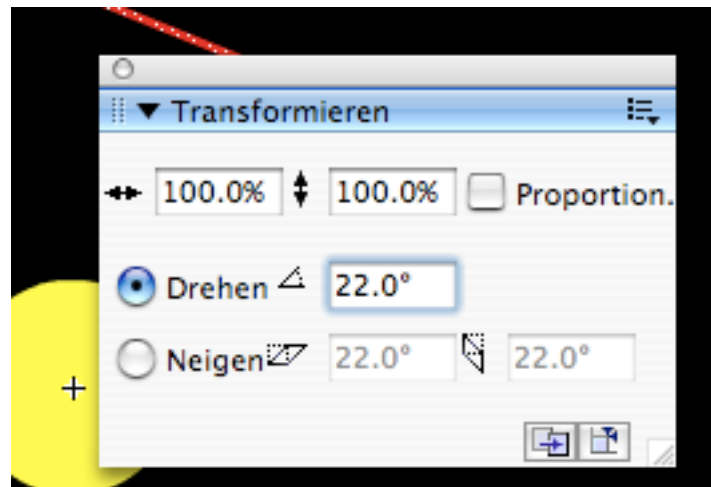 Transformieren
100.0% 100.0% Proportion.
Drehen 22.0°
Neigen 22.0° 22.0°